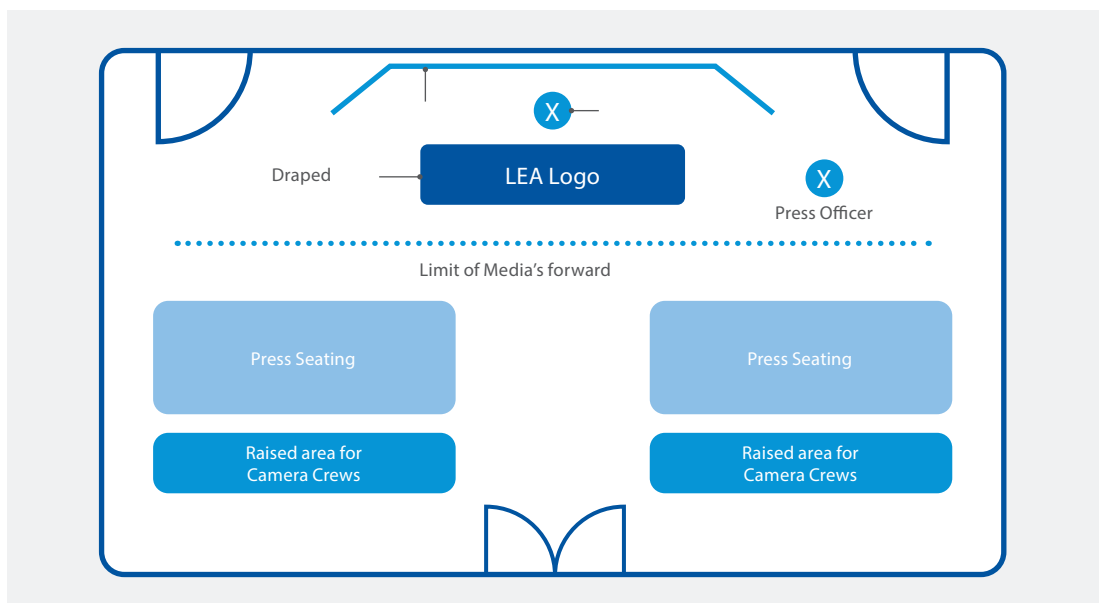 X
Draped
LEA Logo
X
Press Officer
Limit of Media's forward
Press Seating
Press Seating
Raised area for
Camera Crews
Raised area for
Camera Crews